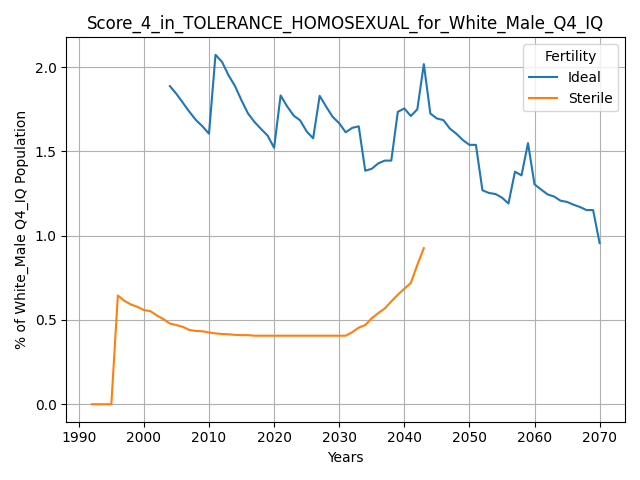 Score_4_in_TOLERANCE_HOMOSEXUAL_for_White_Male_Q4_IQ
Fertility
Ideal
Sterile
% of White_Male Q4_IQ Population
2.0
1.5
1.0
0.5
0.0
1990 2000 2010 2020 2030 2040 2050 2060 2070
Years